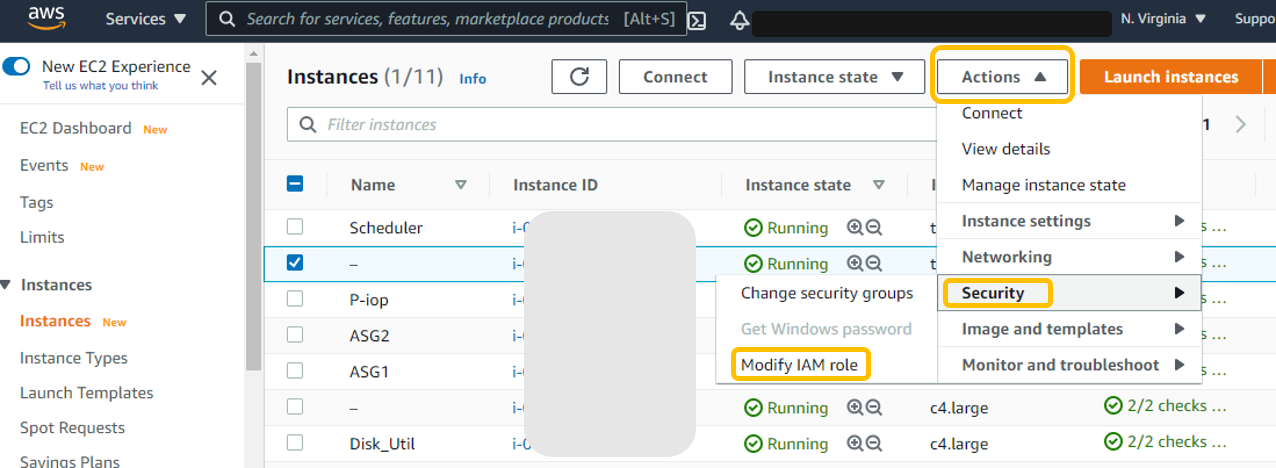 aws Services Search for services, features, marketplace products [Alt+S] N. Virginia Suppo
New EC2 Experience
Tell us what you think
Instances (1/11) Info Connect Instance state Actions Launch instances
Filter instances 1
EC2 Dashboard New
Events New
Tags
Limits
Instances
Instances New
Instance Types
Launch Templates
Spot Requests
Savings Plans
Connect
View details
Manage instance state
Instance settings
Networking
Security
Image and templates
Monitor and troubleshoot
Change security groups
Get Windows password
Modify IAM role
Name Instance ID Instance state I
Scheduler i-0 Running t s ...
– i-0 Running t s ...
P-iop i-0 s ...
ASG2 i-0 s ...
ASG1 i-0 s ...
– i-0 Running c4.large 2/2 checks ...
Disk_Util i-0 Running c4.large 2/2 checks ...